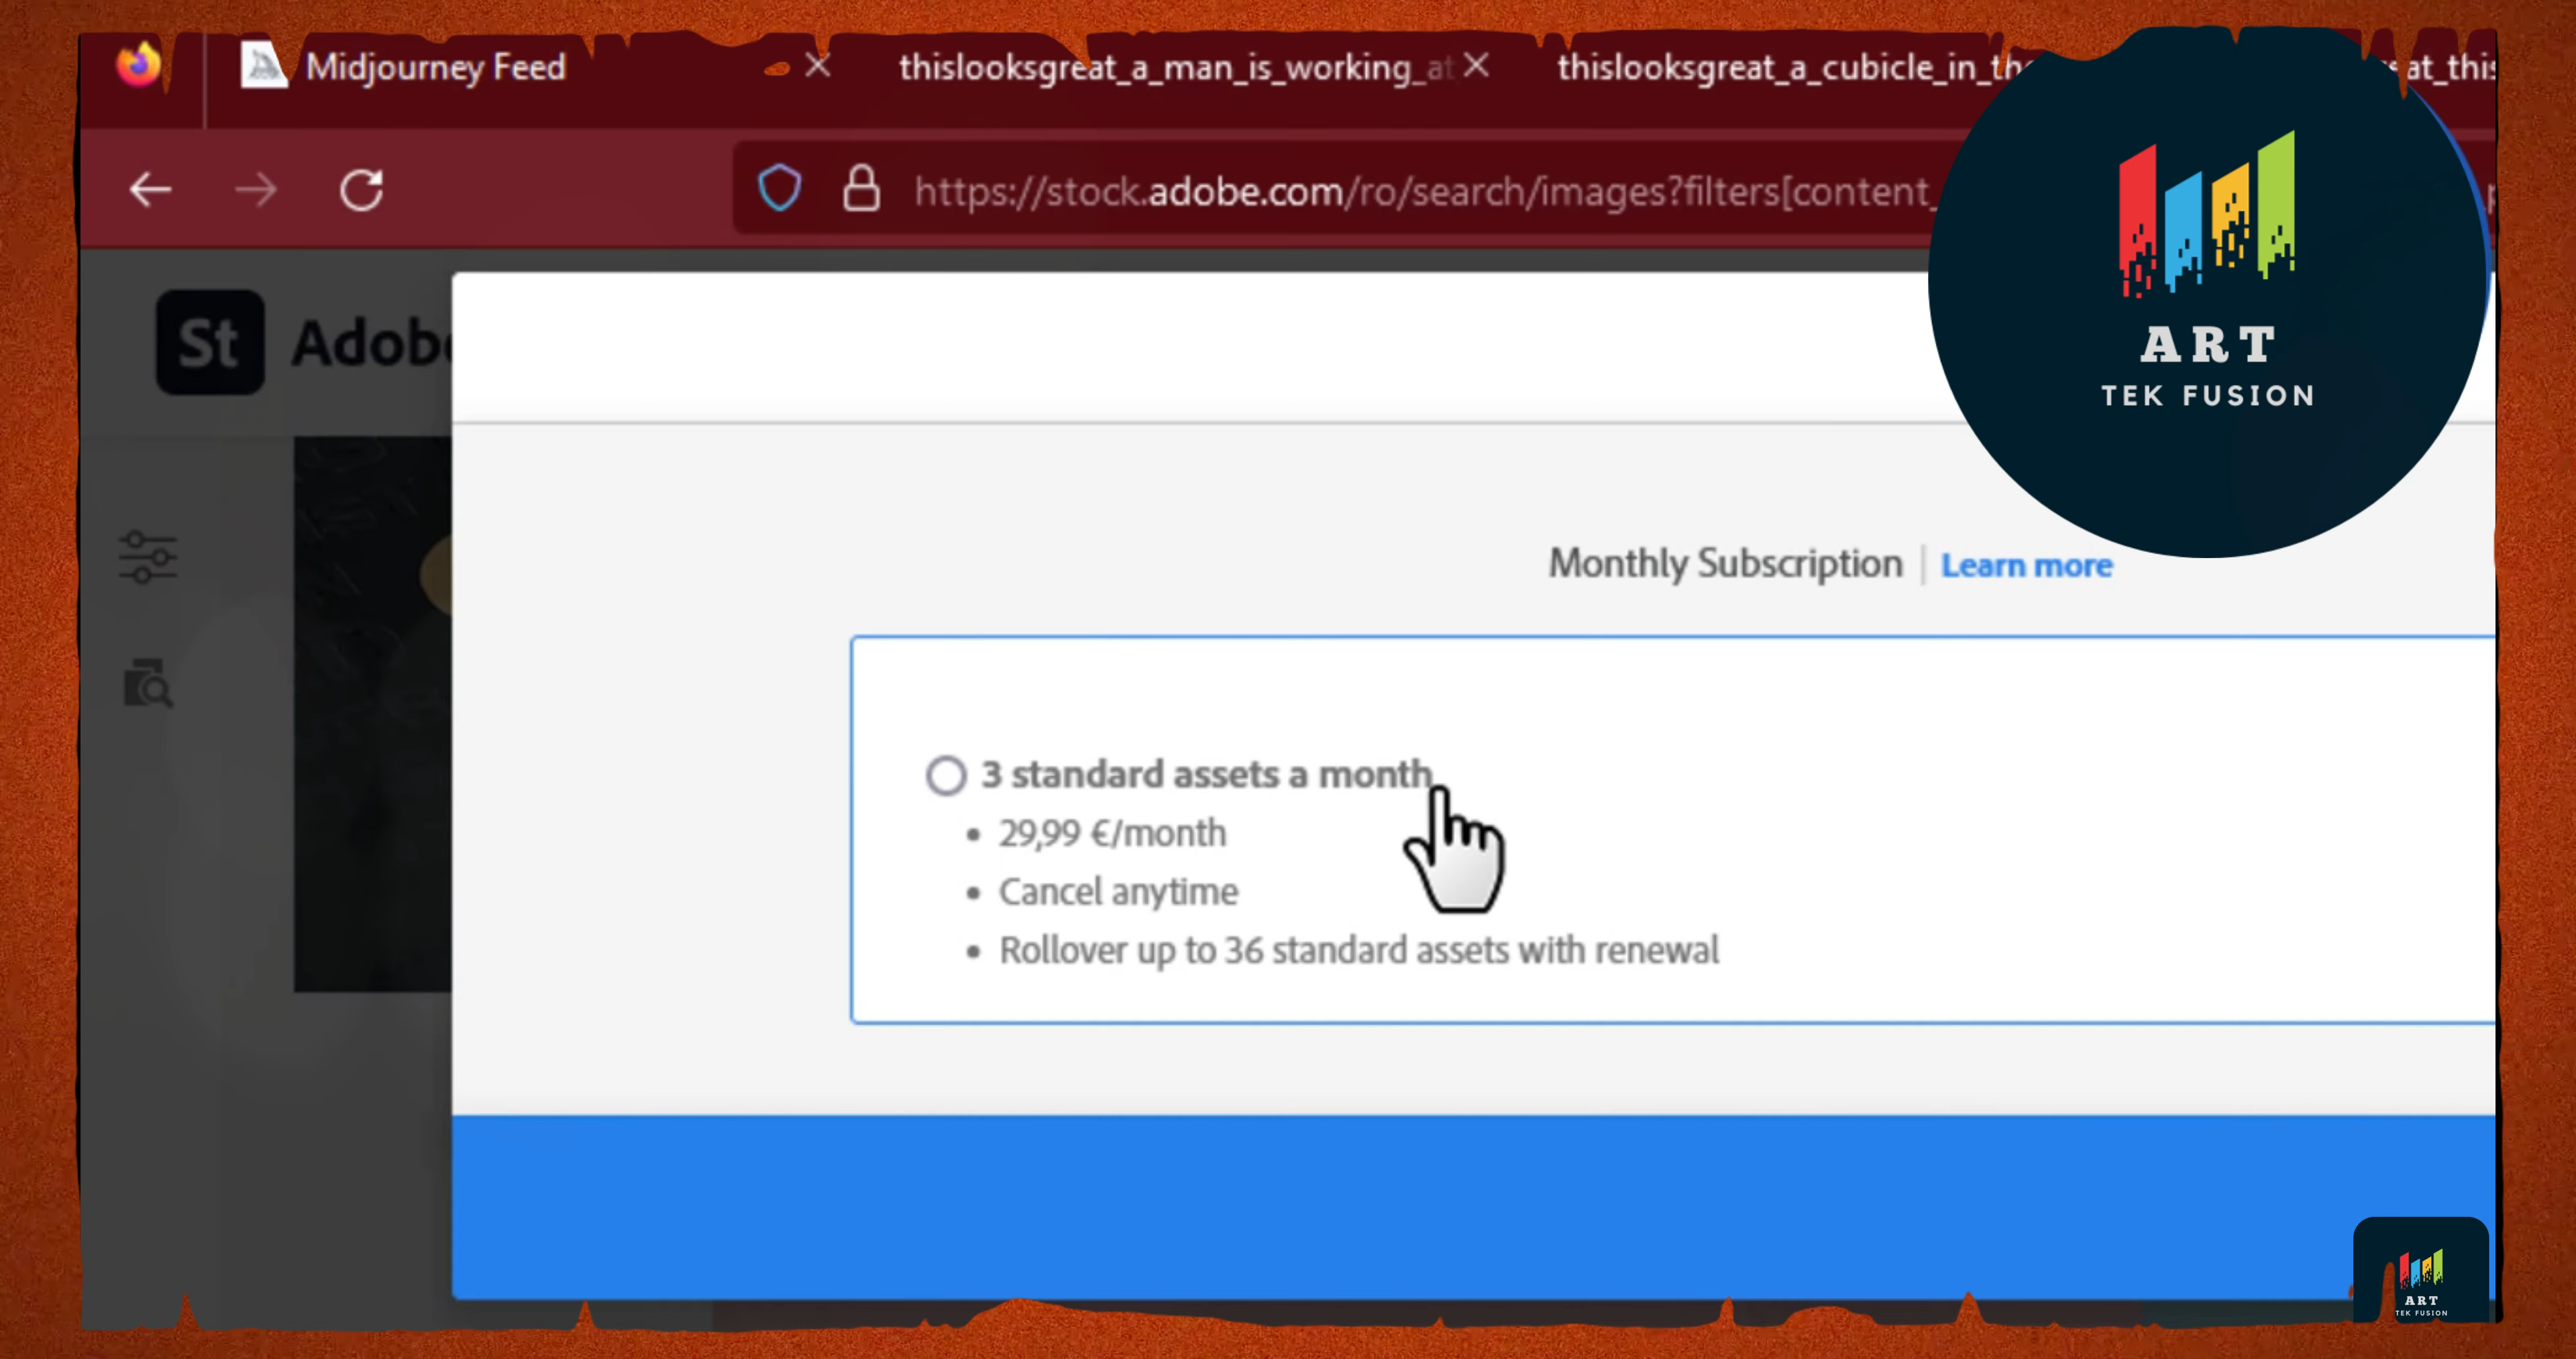 Midjourney Feed
thislooksgreat_a_man_is_working_at
thislooksgreat_a_cubicle_in_the
at_this
https://stock.adobe.com/ro/search/images?filters[content_
St Adobe
ART
TEK FUSION
Monthly Subscription | Learn more
3 standard assets a month
• 29,99 €/month
• Cancel anytime
• Rollover up to 36 standard assets with renewal
ART
TEK FUSION